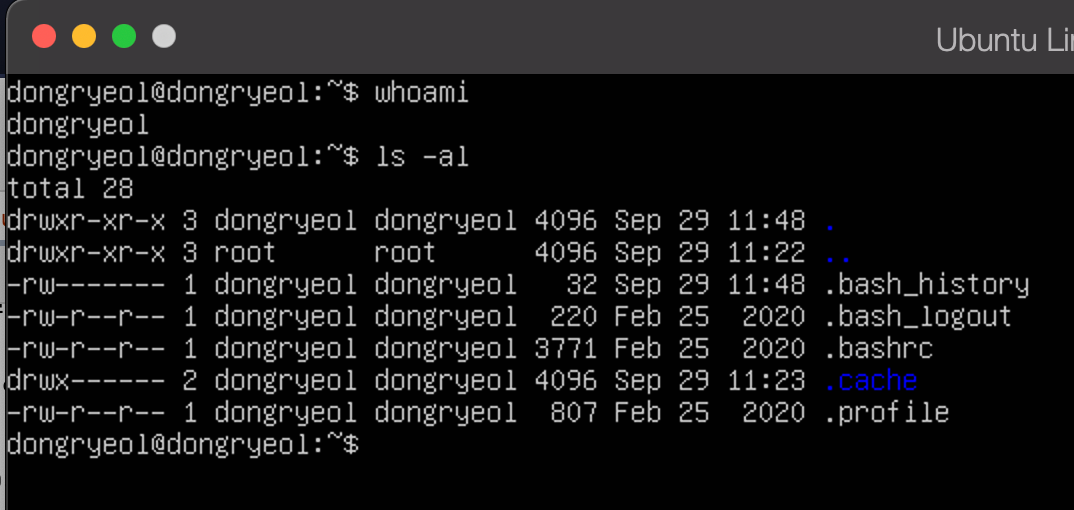 Ubuntu Li
dongryeol@dongryeol:~$ whoami
dongryeol
dongryeol@dongryeol:~$ ls -al
total 28
drwxr-xr-x 3 dongryeol dongryeol 4096 Sep 29 11:48 .
drwxr-xr-x 3 root      root      4096 Sep 29 11:22 ..
-rw------- 1 dongryeol dongryeol   32 Sep 29 11:48 .bash_history
-rw-r--r-- 1 dongryeol dongryeol  220 Feb 25  2020 .bash_logout
-rw-r--r-- 1 dongryeol dongryeol 3771 Feb 25  2020 .bashrc
drwx------ 2 dongryeol dongryeol 4096 Sep 29 11:23 .cache
-rw-r--r-- 1 dongryeol dongryeol  807 Feb 25  2020 .profile
dongryeol@dongryeol:~$